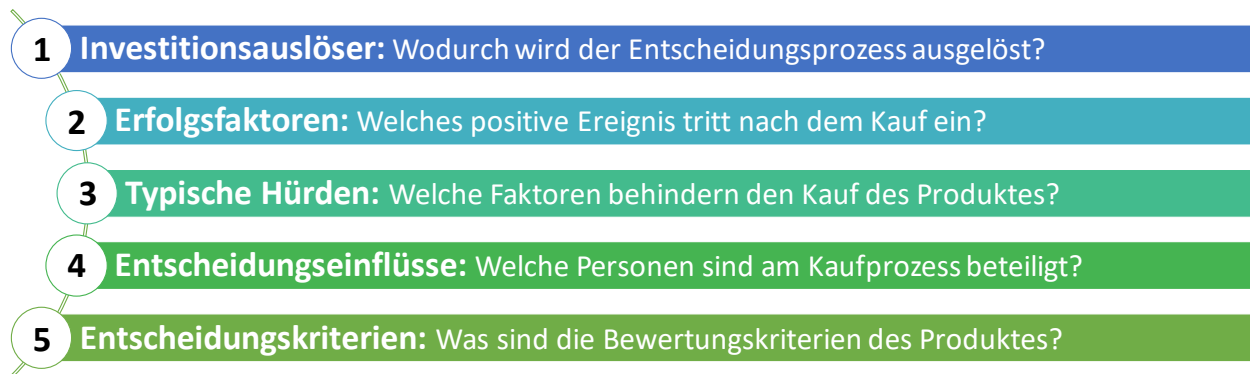 1 Investitionsauslöser: Wodurch wird der Entscheidungsprozess ausgelöst?
2 Erfolgsfaktoren: Welches positive Ereignis tritt nach dem Kauf ein?
3 Typische Hürden: Welche Faktoren behindern den Kauf des Produktes?
4 Entscheidungseinflüsse: Welche Personen sind am Kaufprozess beteiligt?
5 Entscheidungskriterien: Was sind die Bewertungskriterien des Produktes?